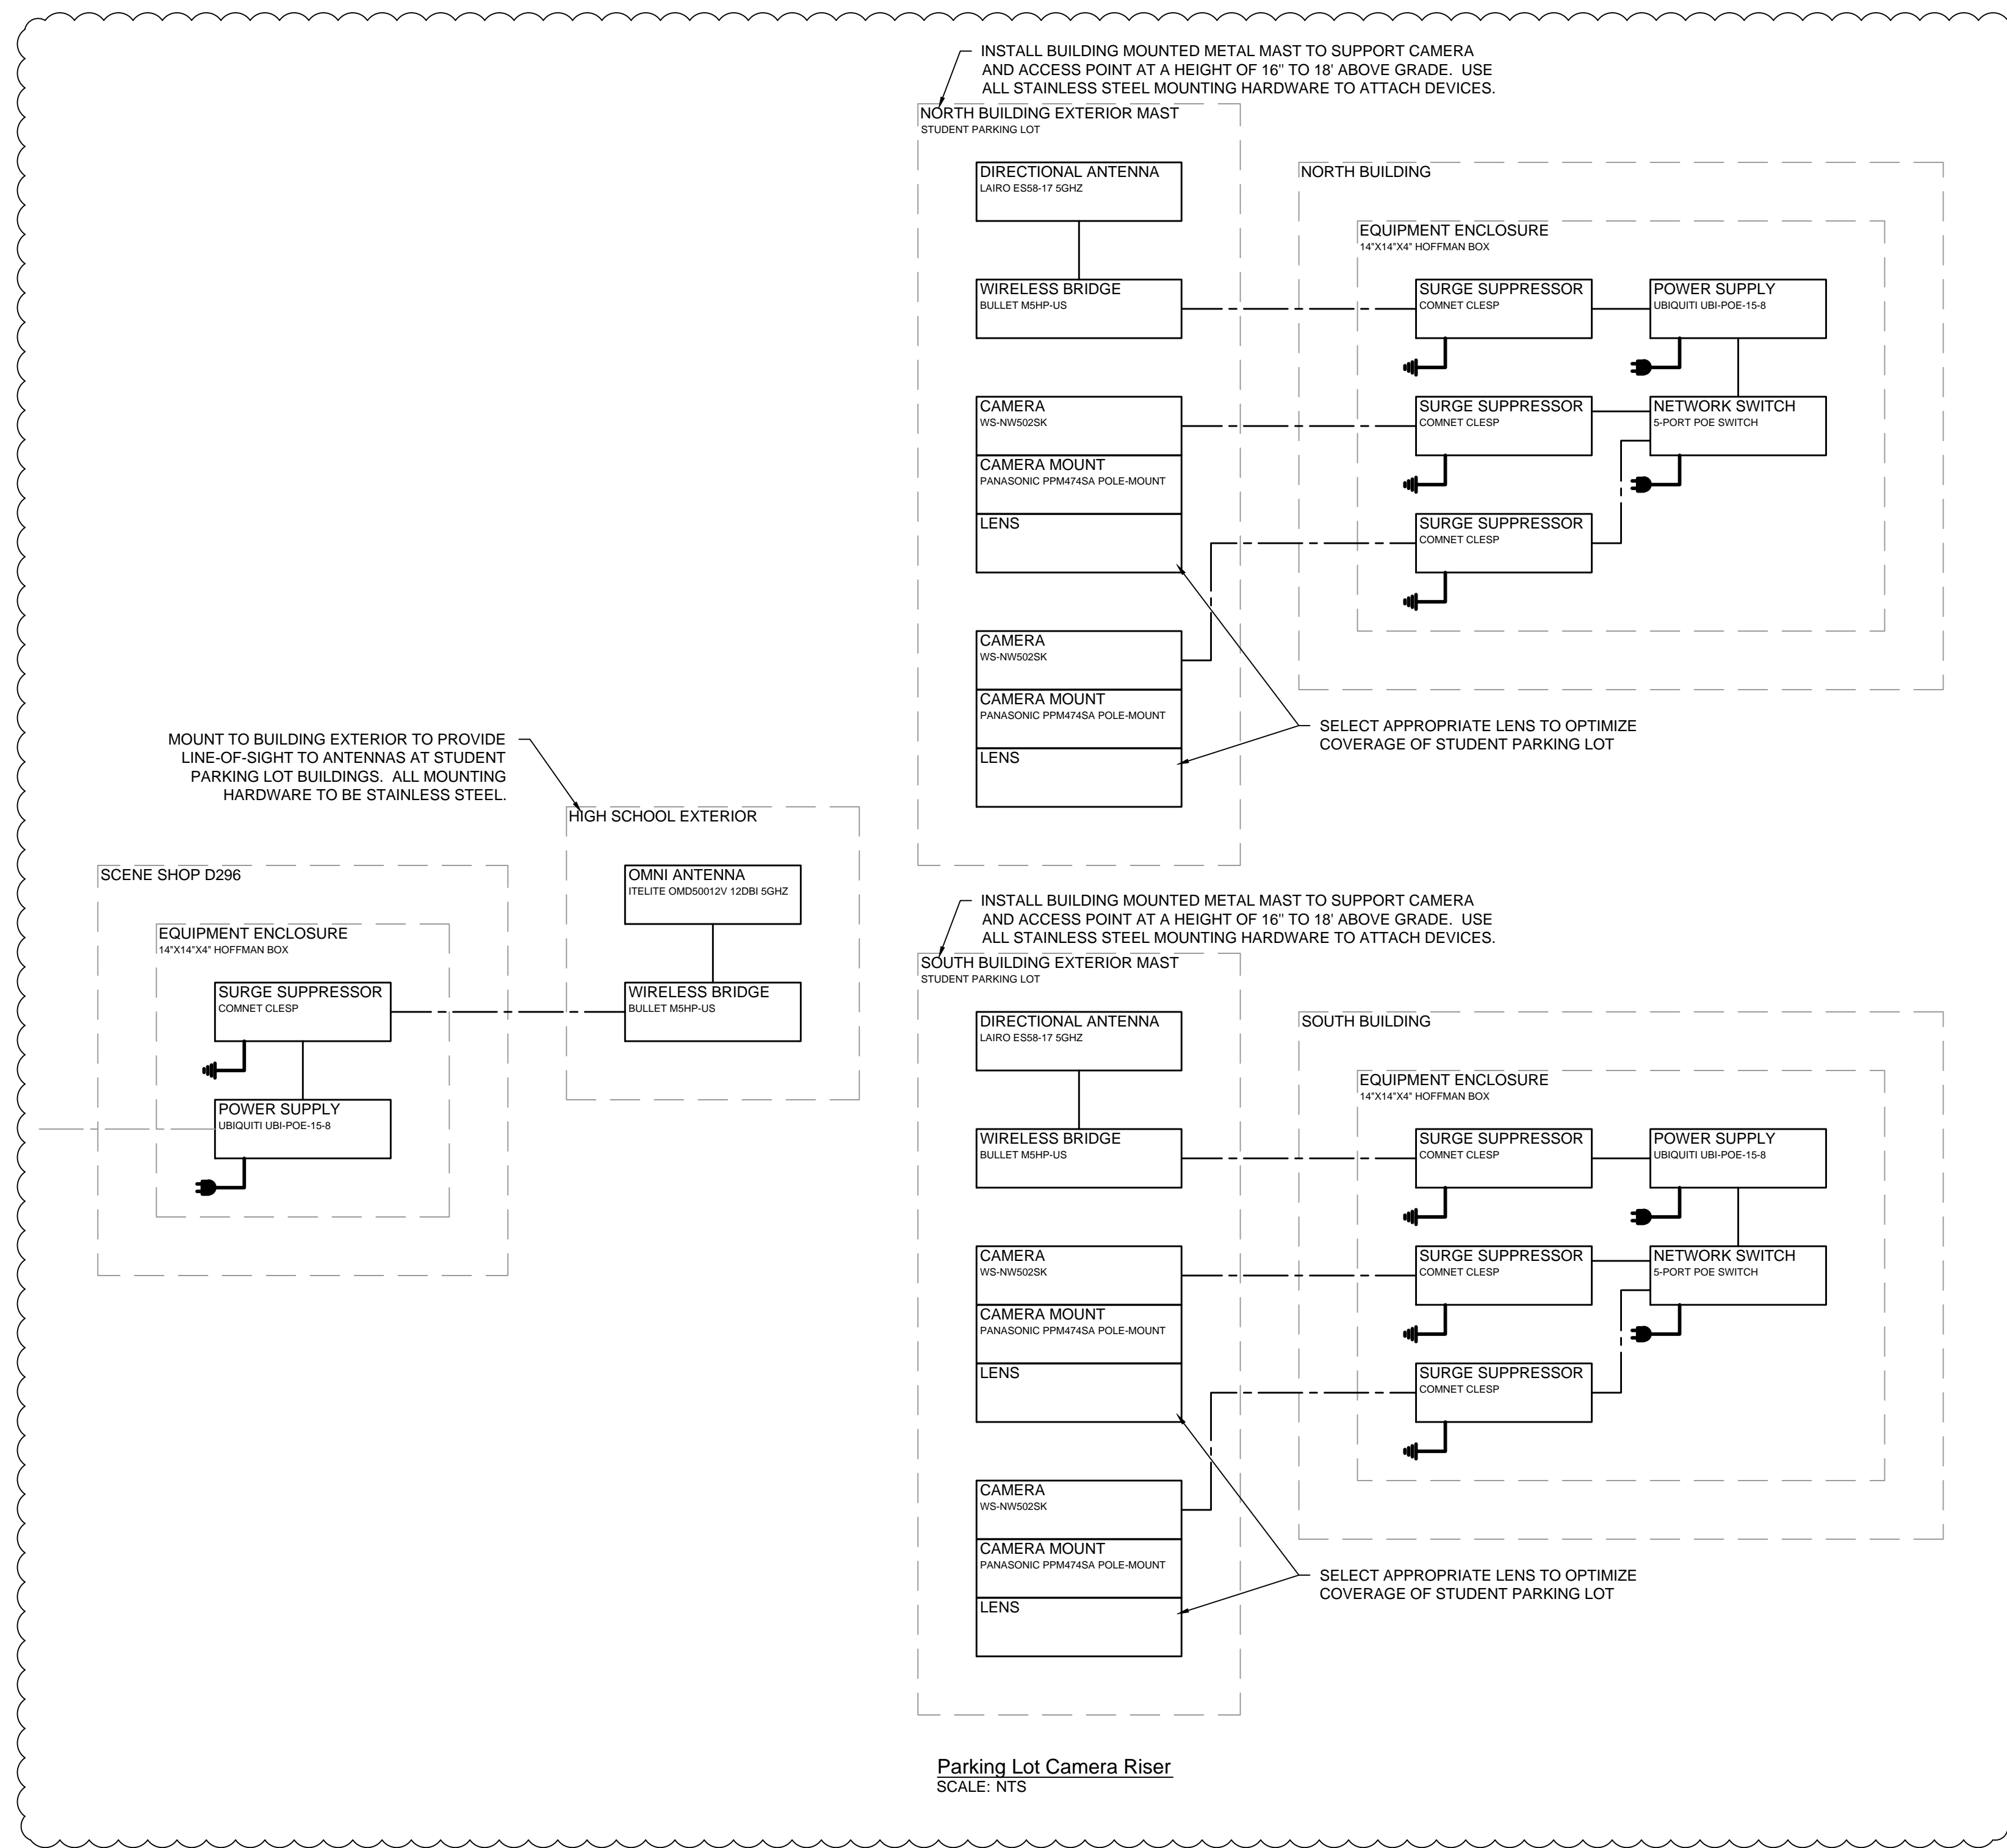 INSTALL BUILDING MOUNTED METAL MAST TO SUPPORT CAMERA
AND ACCESS POINT AT A HEIGHT OF 16" TO 18' ABOVE GRADE. USE
ALL STAINLESS STEEL MOUNTING HARDWARE TO ATTACH DEVICES.
NORTH BUILDING EXTERIOR MAST
STUDENT PARKING LOT
DIRECTIONAL ANTENNA
LAIRO ES58-17 5GHZ
WIRELESS BRIDGE
BULLET M5HP-US
CAMERA
WS-NW502SK
CAMERA MOUNT
PANASONIC PPM474SA POLE-MOUNT
LENS
CAMERA
WS-NW502SK
CAMERA MOUNT
PANASONIC PPM474SA POLE-MOUNT
LENS
NORTH BUILDING
EQUIPMENT ENCLOSURE
14"X14"X4" HOFFMAN BOX
SURGE SUPPRESSOR
COMNET CLESP
POWER SUPPLY
UBIQUITI UBI-POE-15-8
SURGE SUPPRESSOR
COMNET CLESP
NETWORK SWITCH
5-PORT POE SWITCH
SURGE SUPPRESSOR
COMNET CLESP
SELECT APPROPRIATE LENS TO OPTIMIZE
COVERAGE OF STUDENT PARKING LOT
MOUNT TO BUILDING EXTERIOR TO PROVIDE
LINE-OF-SIGHT TO ANTENNAS AT STUDENT
PARKING LOT BUILDINGS. ALL MOUNTING
HARDWARE TO BE STAINLESS STEEL.
HIGH SCHOOL EXTERIOR
OMNI ANTENNA
ITELITE OMD50012V 12DBI 5GHZ
WIRELESS BRIDGE
BULLET M5HP-US
SCENE SHOP D296
EQUIPMENT ENCLOSURE
14"X14"X4" HOFFMAN BOX
SURGE SUPPRESSOR
COMNET CLESP
POWER SUPPLY
UBIQUITI UBI-POE-15-8
INSTALL BUILDING MOUNTED METAL MAST TO SUPPORT CAMERA
AND ACCESS POINT AT A HEIGHT OF 16" TO 18' ABOVE GRADE. USE
ALL STAINLESS STEEL MOUNTING HARDWARE TO ATTACH DEVICES.
SOUTH BUILDING EXTERIOR MAST
STUDENT PARKING LOT
DIRECTIONAL ANTENNA
LAIRO ES58-17 5GHZ
WIRELESS BRIDGE
BULLET M5HP-US
CAMERA
WS-NW502SK
CAMERA MOUNT
PANASONIC PPM474SA POLE-MOUNT
LENS
CAMERA
WS-NW502SK
CAMERA MOUNT
PANASONIC PPM474SA POLE-MOUNT
LENS
SOUTH BUILDING
EQUIPMENT ENCLOSURE
14"X14"X4" HOFFMAN BOX
SURGE SUPPRESSOR
COMNET CLESP
POWER SUPPLY
UBIQUITI UBI-POE-15-8
SURGE SUPPRESSOR
COMNET CLESP
NETWORK SWITCH
5-PORT POE SWITCH
SURGE SUPPRESSOR
COMNET CLESP
SELECT APPROPRIATE LENS TO OPTIMIZE
COVERAGE OF STUDENT PARKING LOT
Parking Lot Camera Riser
SCALE: NTS